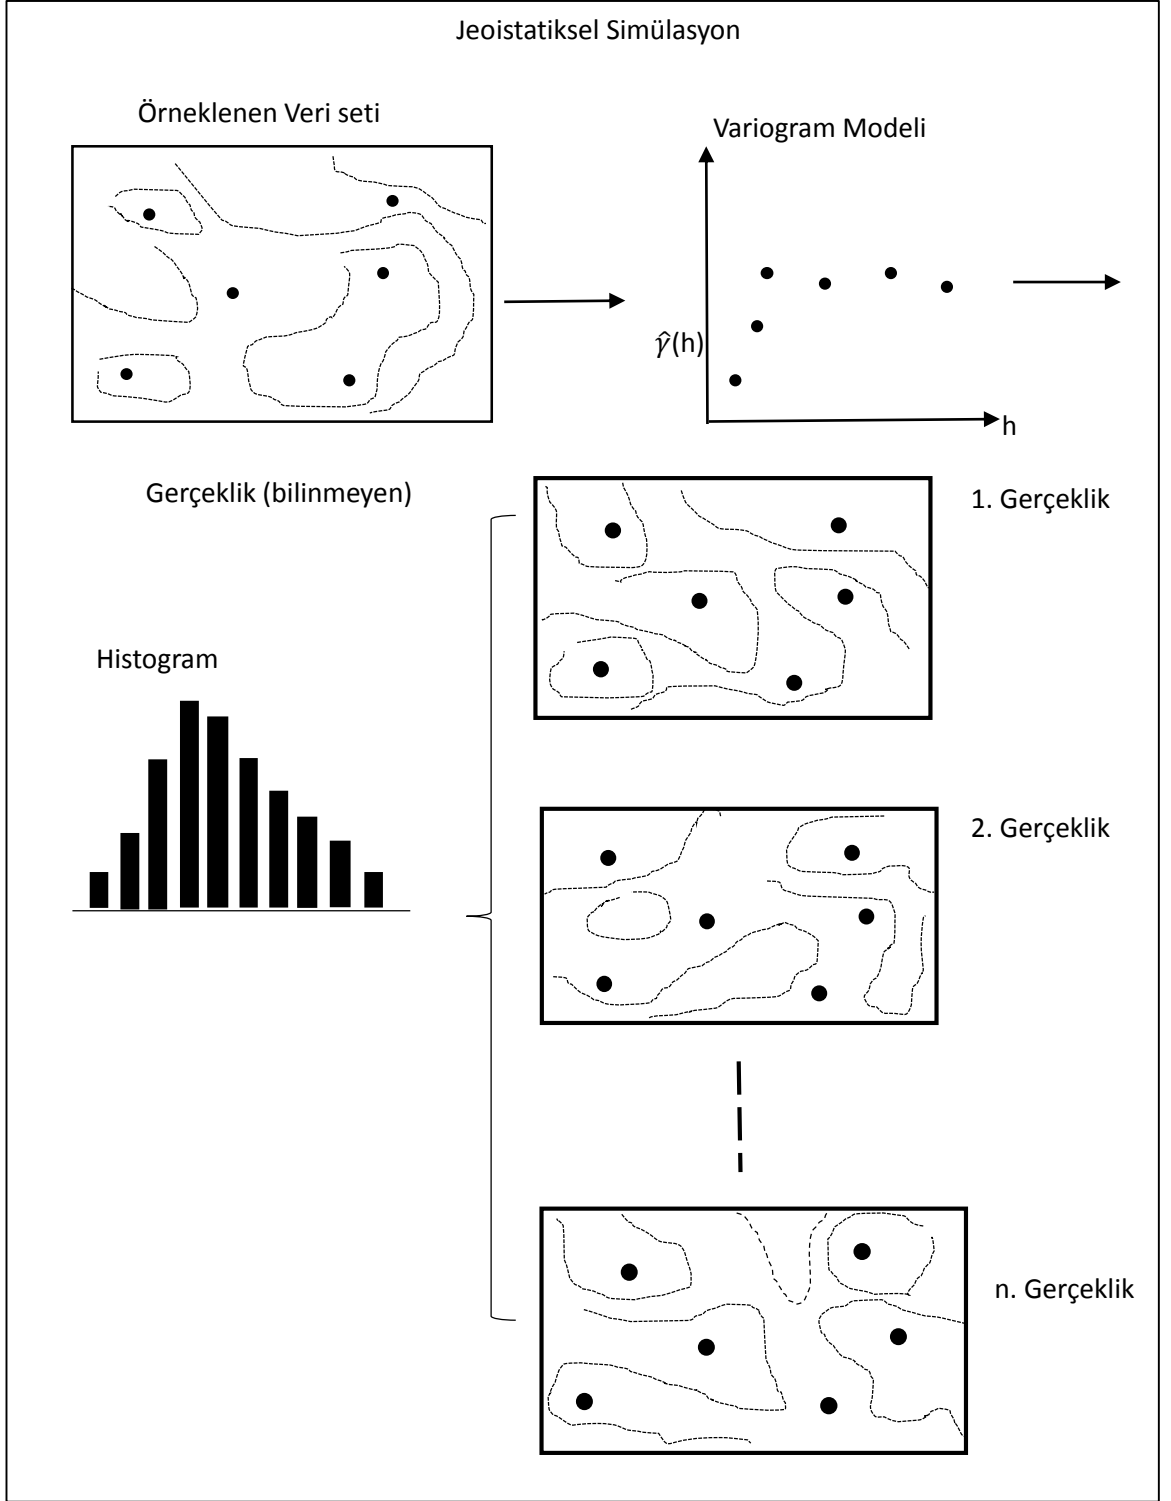 Jeoistatiksel Simülasyon
Örneklenen Veri seti
Variogram Modeli
γ̂(h)
h
Gerçeklik (bilinmeyen)
1. Gerçeklik
Histogram
2. Gerçeklik
n. Gerçeklik